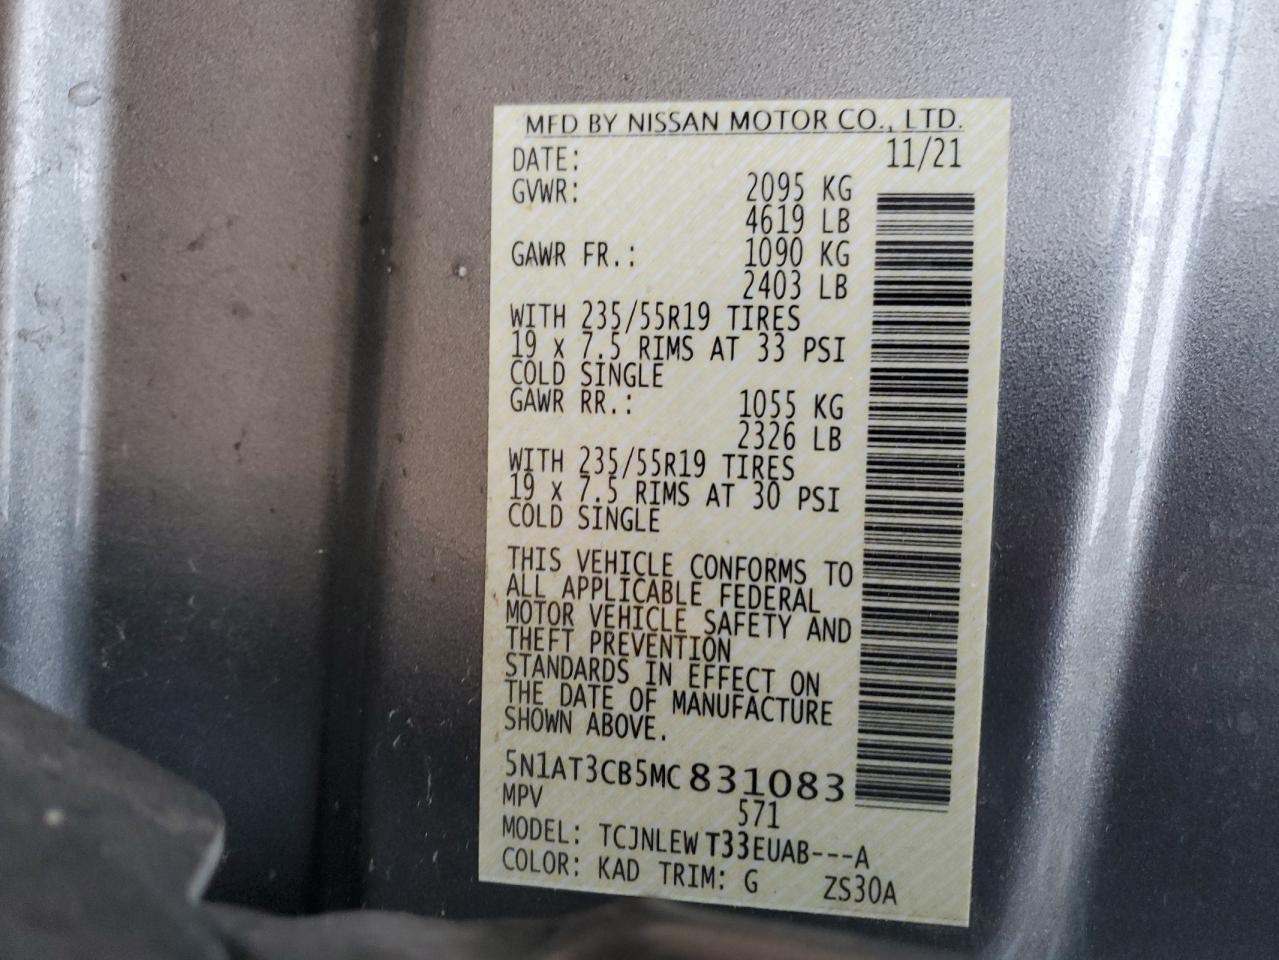 MFD BY NISSAN MOTOR CO., LTD.
DATE: 11/21
GVWR: 2095 KG
4619 LB
GAWR FR.: 1090 KG
2403 LB
WITH 235/55R19 TIRES
19 x 7.5 RIMS AT 33 PSI
COLD SINGLE
GAWR RR.: 1055 KG
2326 LB
WITH 235/55R19 TIRES
19 x 7.5 RIMS AT 30 PSI
COLD SINGLE
THIS VEHICLE CONFORMS TO
ALL APPLICABLE FEDERAL
MOTOR VEHICLE SAFETY AND
THEFT PREVENTION
STANDARDS IN EFFECT ON
THE DATE OF MANUFACTURE
SHOWN ABOVE.
5N1AT3CB5MC 831083
MPV 571
MODEL: TCJNLEW T33EUAB---A
COLOR: KAD TRIM: G ZS30A